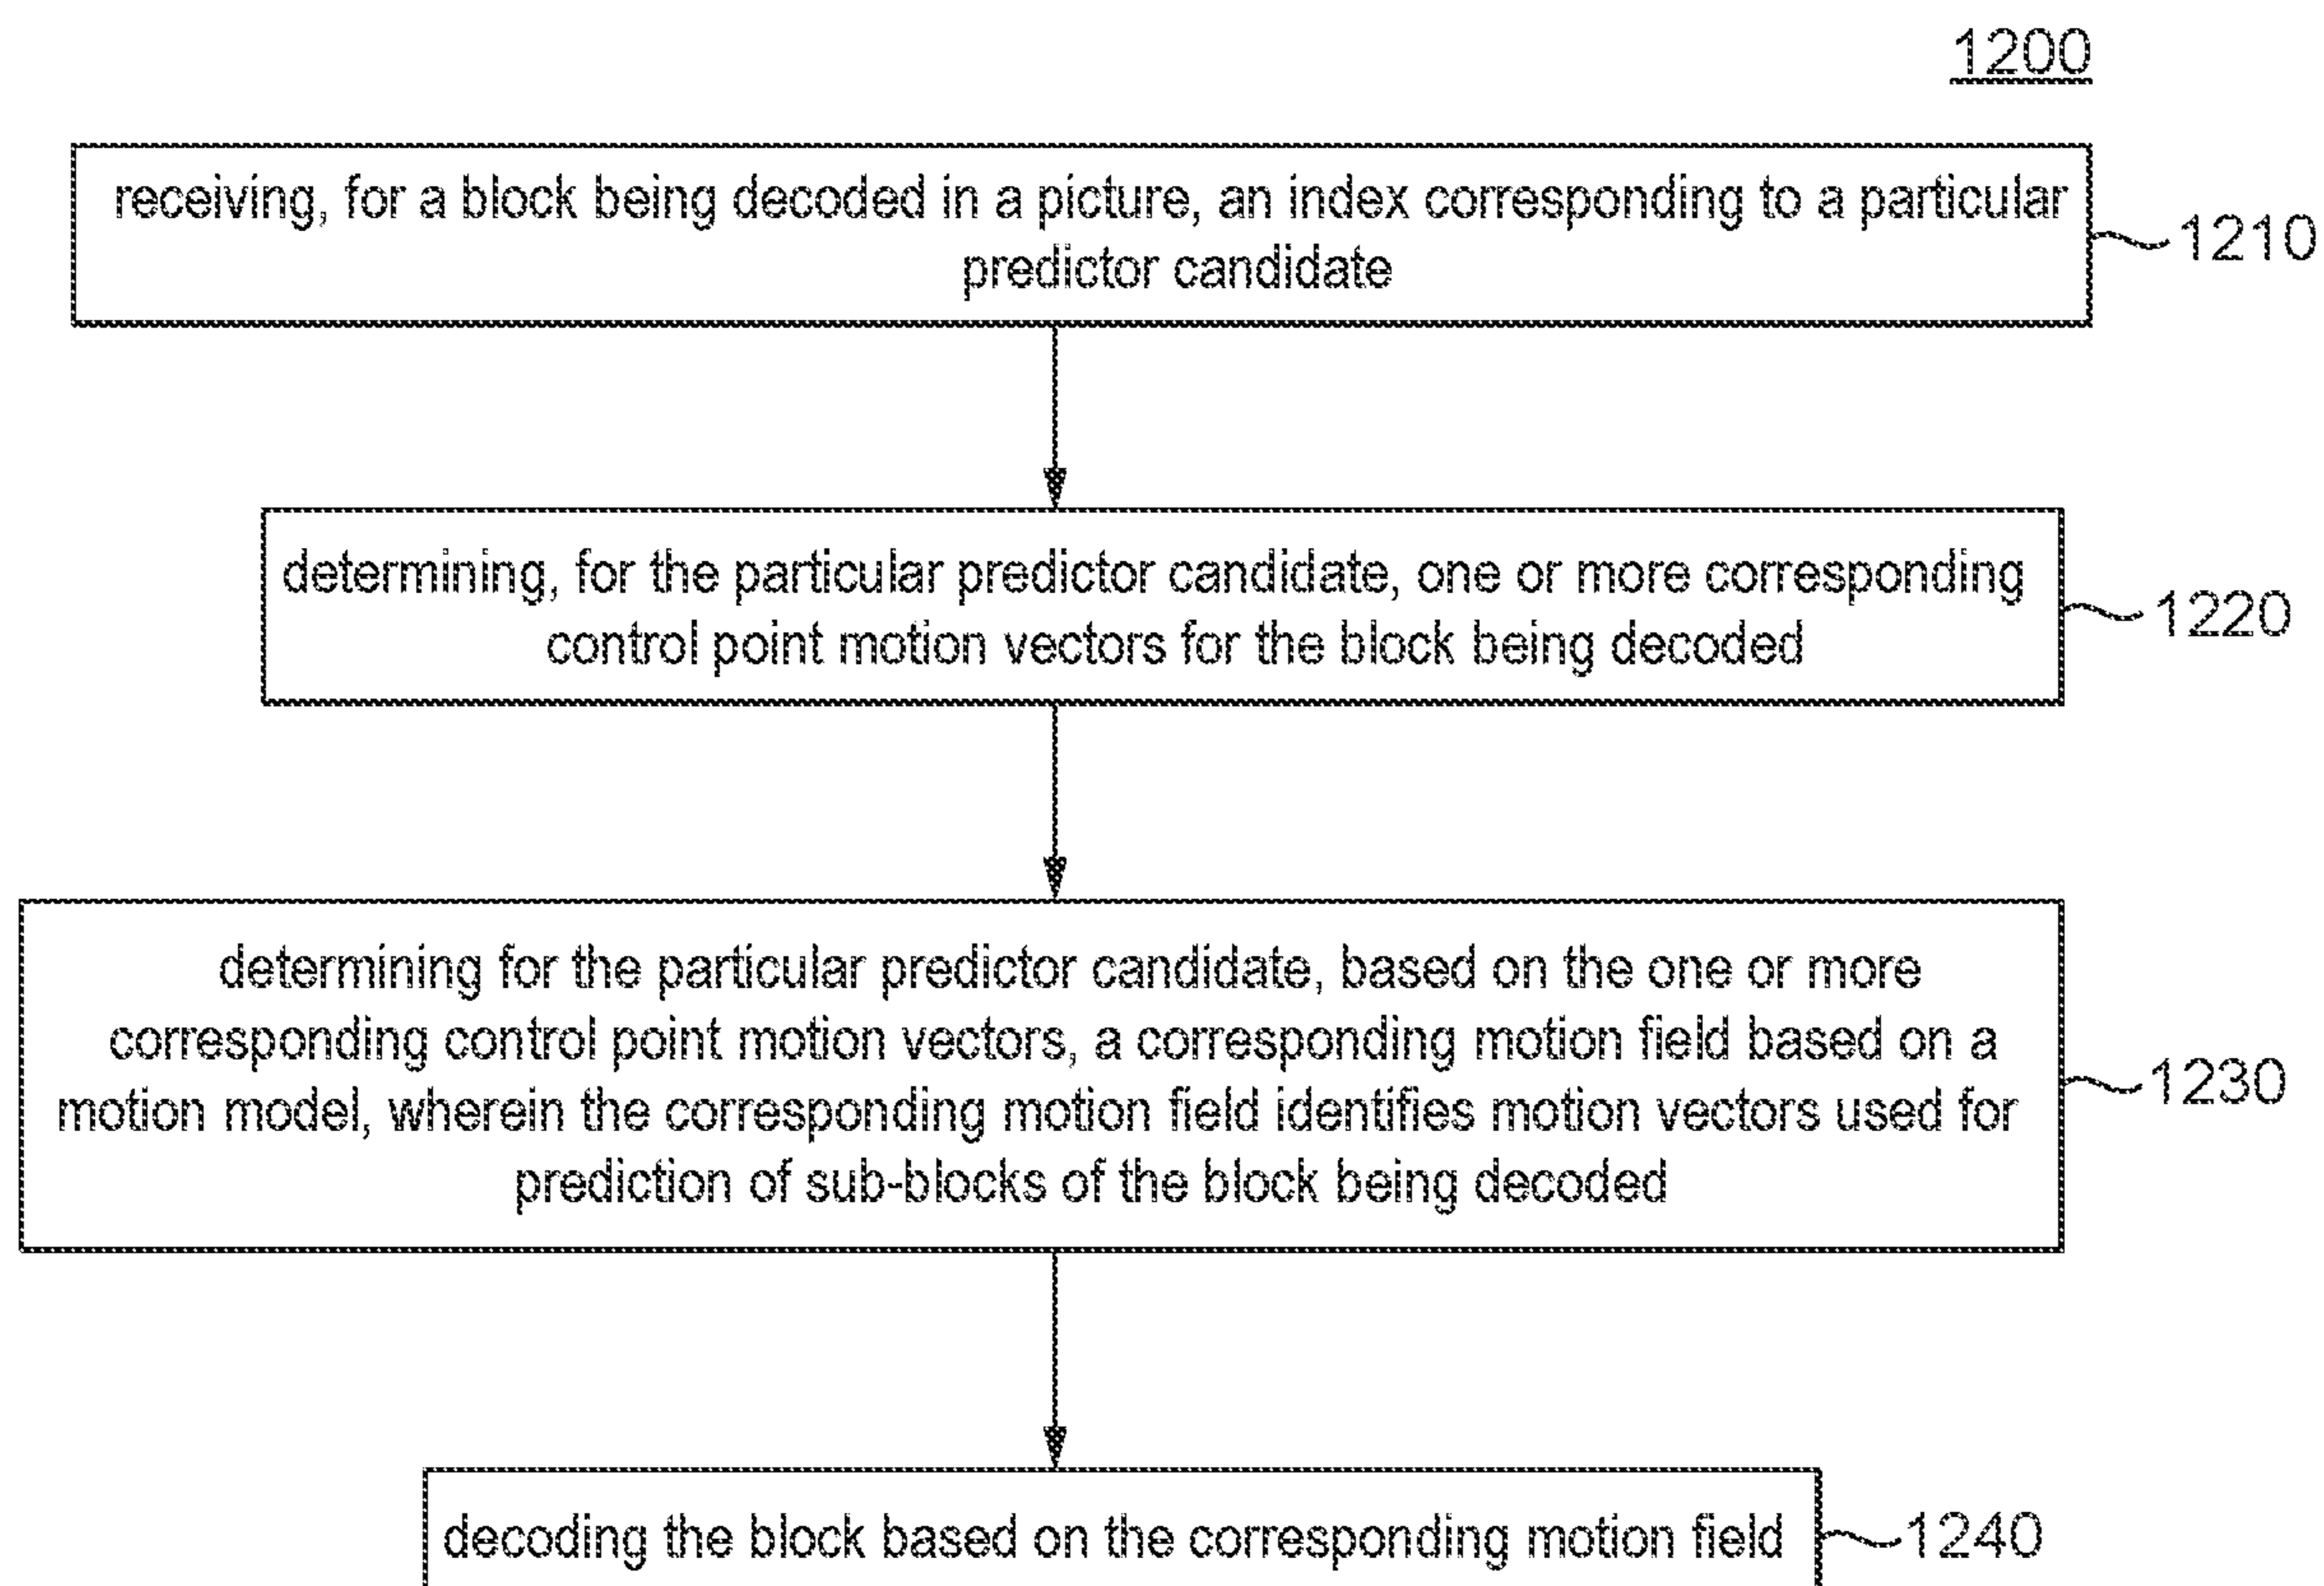 1200
receiving, for a block being decoded in a picture, an index corresponding to a particular
predictor candidate
1210
determining, for the particular predictor candidate, one or more corresponding
control point motion vectors for the block being decoded
1220
determining for the particular predictor candidate, based on the one or more
corresponding control point motion vectors, a corresponding motion field based on a
motion model, wherein the corresponding motion field identifies motion vectors used for
prediction of sub-blocks of the block being decoded
1230
decoding the block based on the corresponding motion field
1240